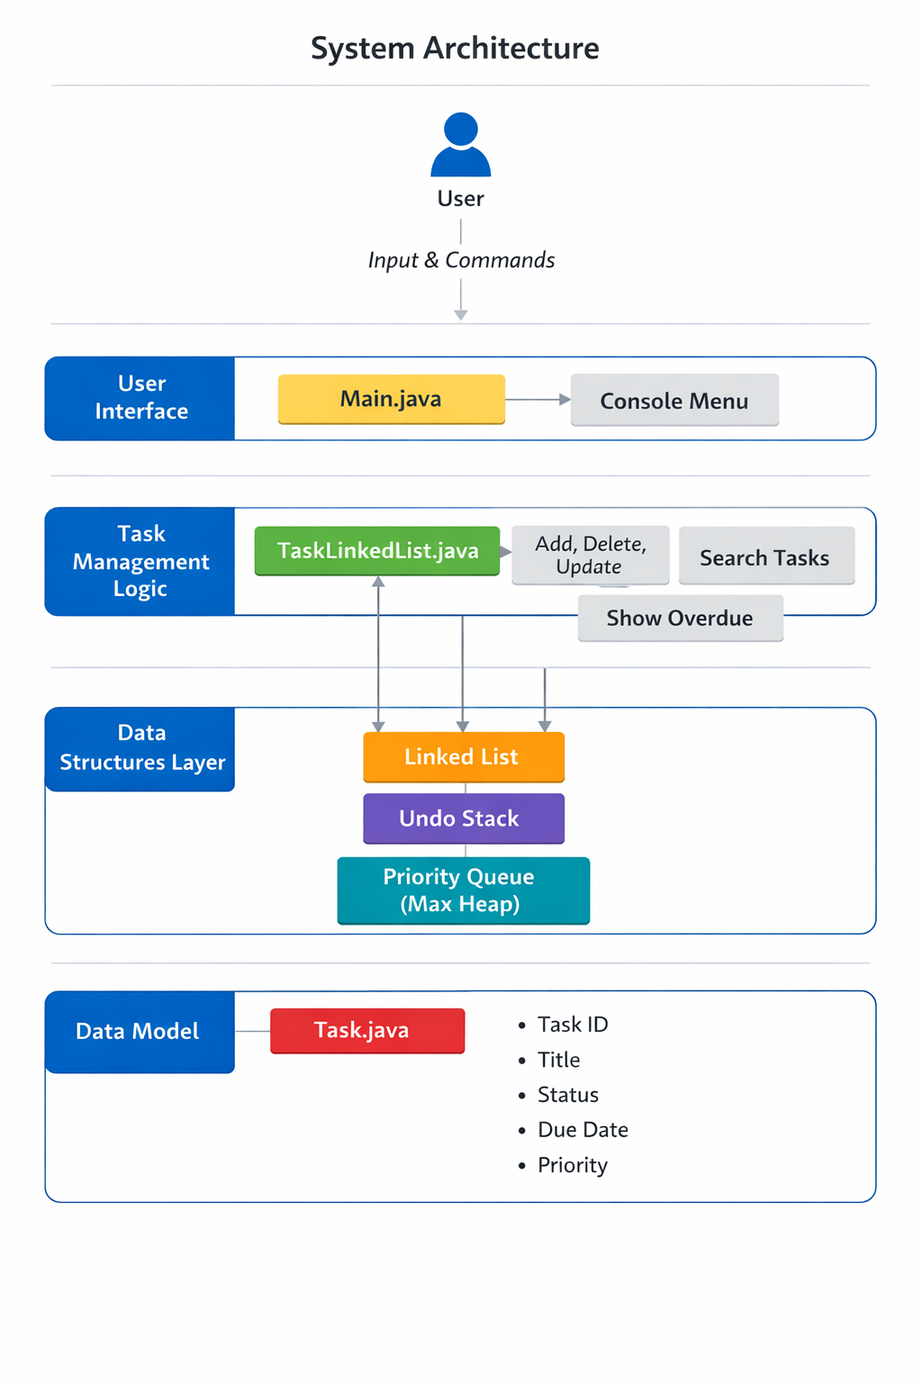 System Architecture
User
Input & Commands
User
Interface
Main.java
Console Menu
Task
Management
Logic
TaskLinkedList.java
Add, Delete,
Update
Search Tasks
Show Overdue
Data
Structures Layer
Linked List
Undo Stack
Priority Queue
(Max Heap)
Data Model
Task.java
• Task ID
• Title
• Status
• Due Date
• Priority